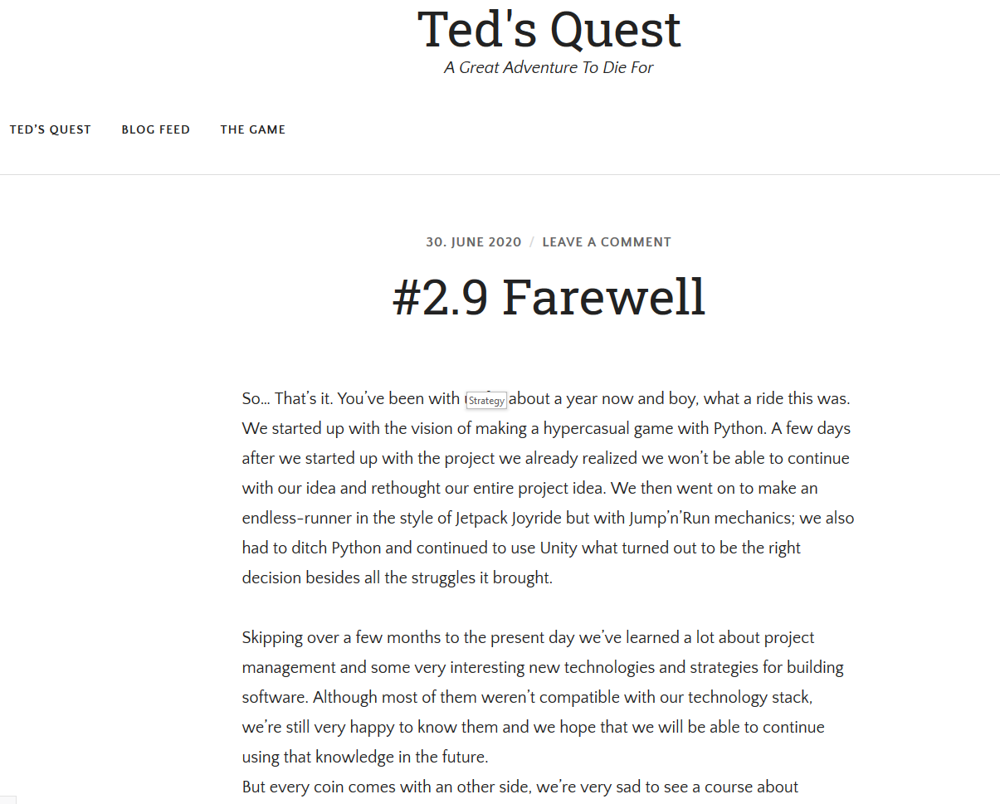 Ted's Quest
A Great Adventure To Die For
TED’S QUEST BLOG FEED THE GAME
30. JUNE 2020 / LEAVE A COMMENT
#2.9 Farewell
So… That’s it. You’ve been with Strategy about a year now and boy, what a ride this was.
We started up with the vision of making a hypercasual game with Python. A few days
after we started up with the project we already realized we won’t be able to continue
with our idea and rethought our entire project idea. We then went on to make an
endless-runner in the style of Jetpack Joyride but with Jump’n’Run mechanics; we also
had to ditch Python and continued to use Unity what turned out to be the right
decision besides all the struggles it brought.
Skipping over a few months to the present day we’ve learned a lot about project
management and some very interesting new technologies and strategies for building
software. Although most of them weren’t compatible with our technology stack,
we’re still very happy to know them and we hope that we will be able to continue
using that knowledge in the future.
But every coin comes with an other side, we’re very sad to see a course about